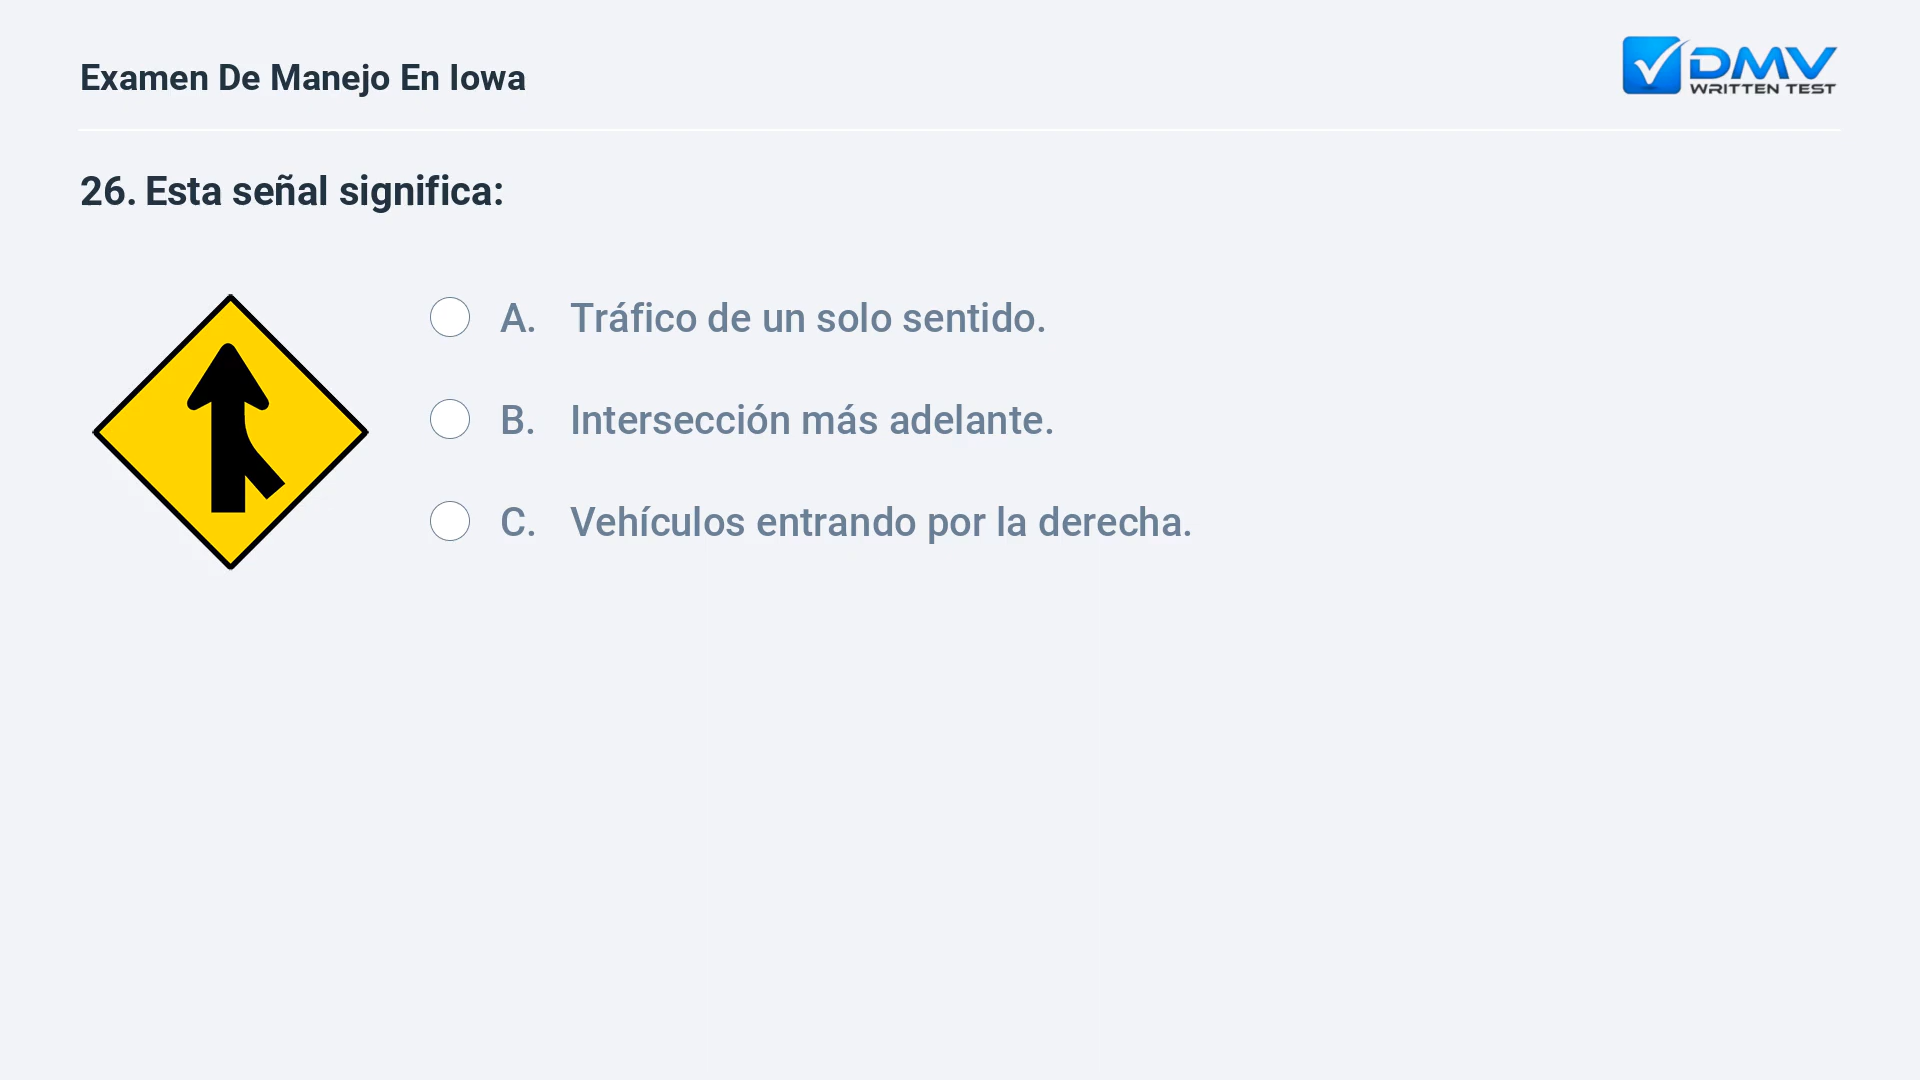 Examen De Manejo En Iowa
DMV
WRITTEN TEST
26. Esta señal significa:
A. Tráfico de un solo sentido.
B. Intersección más adelante.
C. Vehículos entrando por la derecha.